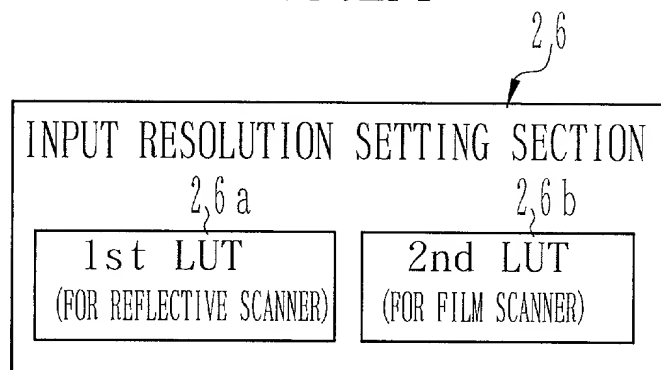 26
INPUT RESOLUTION SETTING SECTION
26a 26b
1st LUT 2nd LUT
(FOR REFLECTIVE SCANNER) (FOR FILM SCANNER)